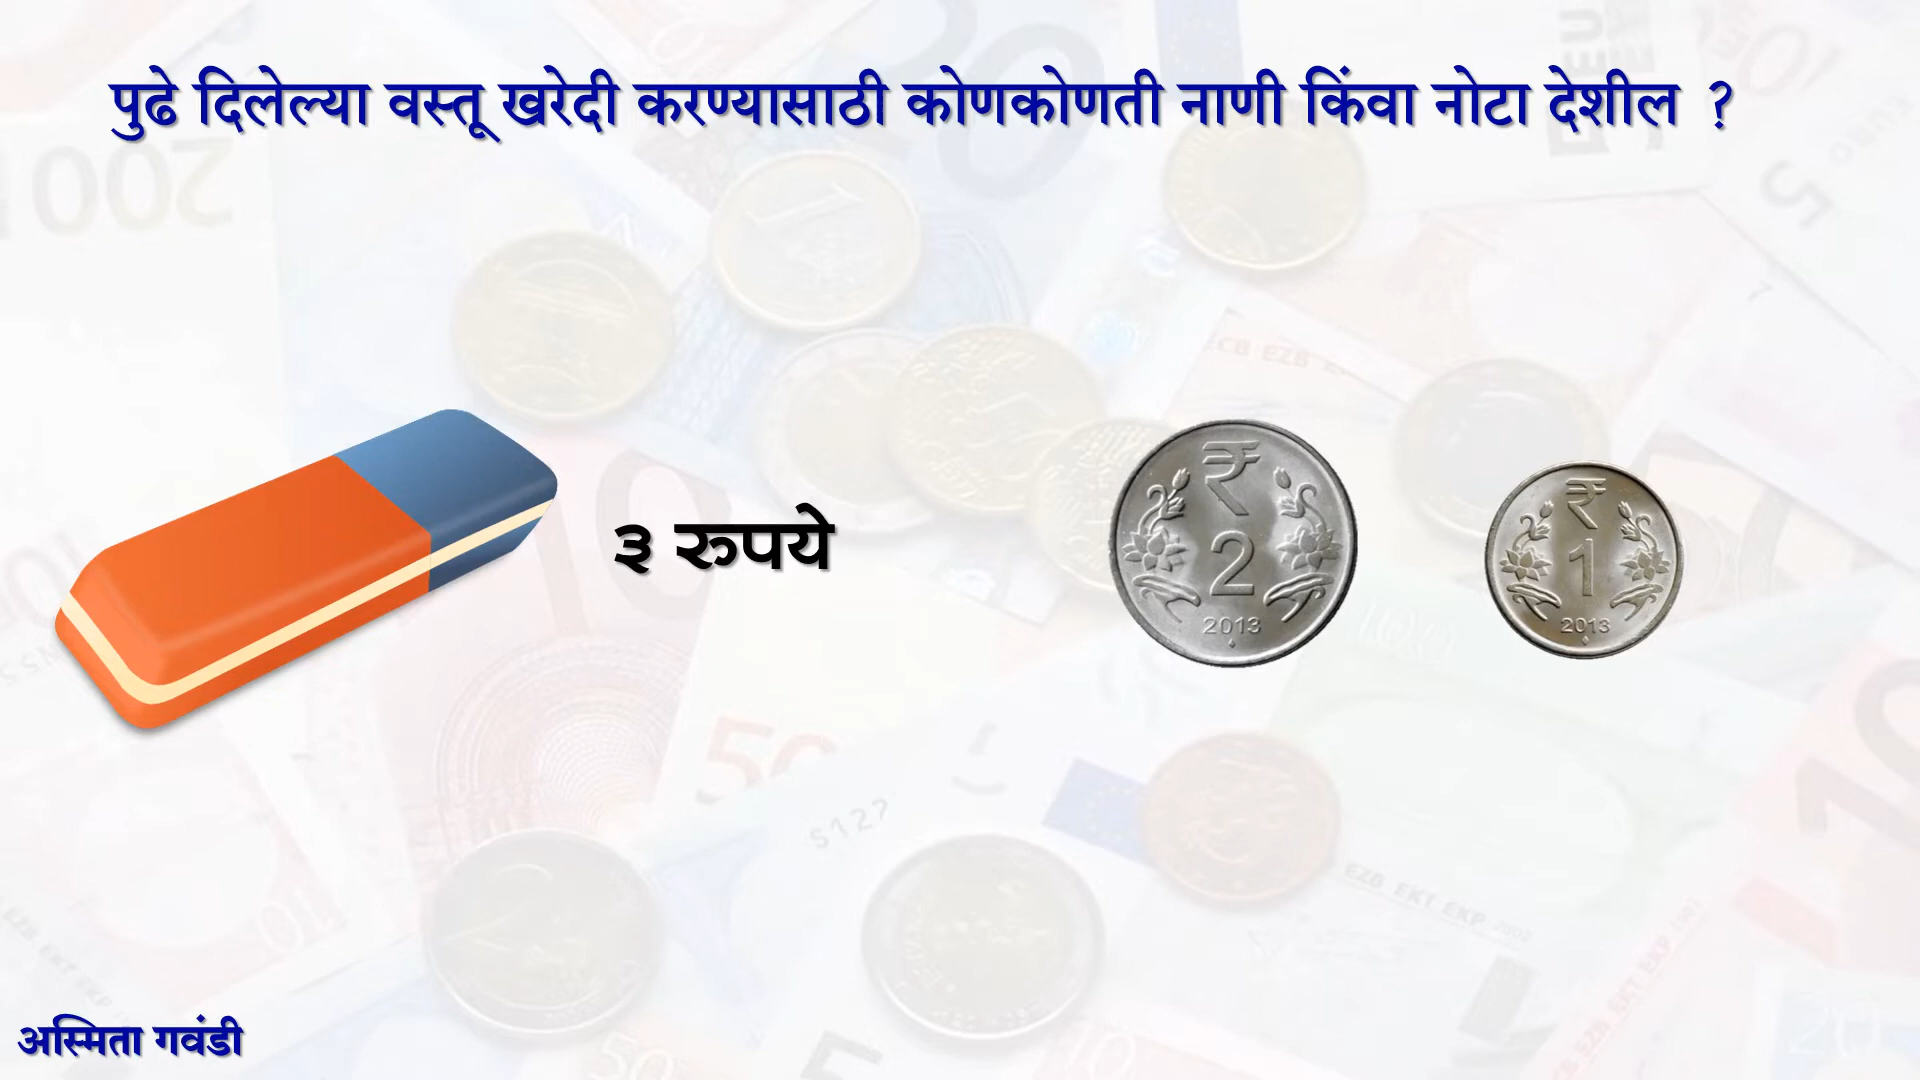 पुढे दिलेल्या वस्तू खरेदी करण्यासाठी कोणकोणती नाणी किंवा नोटा देशील ?
३ रुपये
₹
2
2013
₹
1
2013
अस्मिता गवंडी